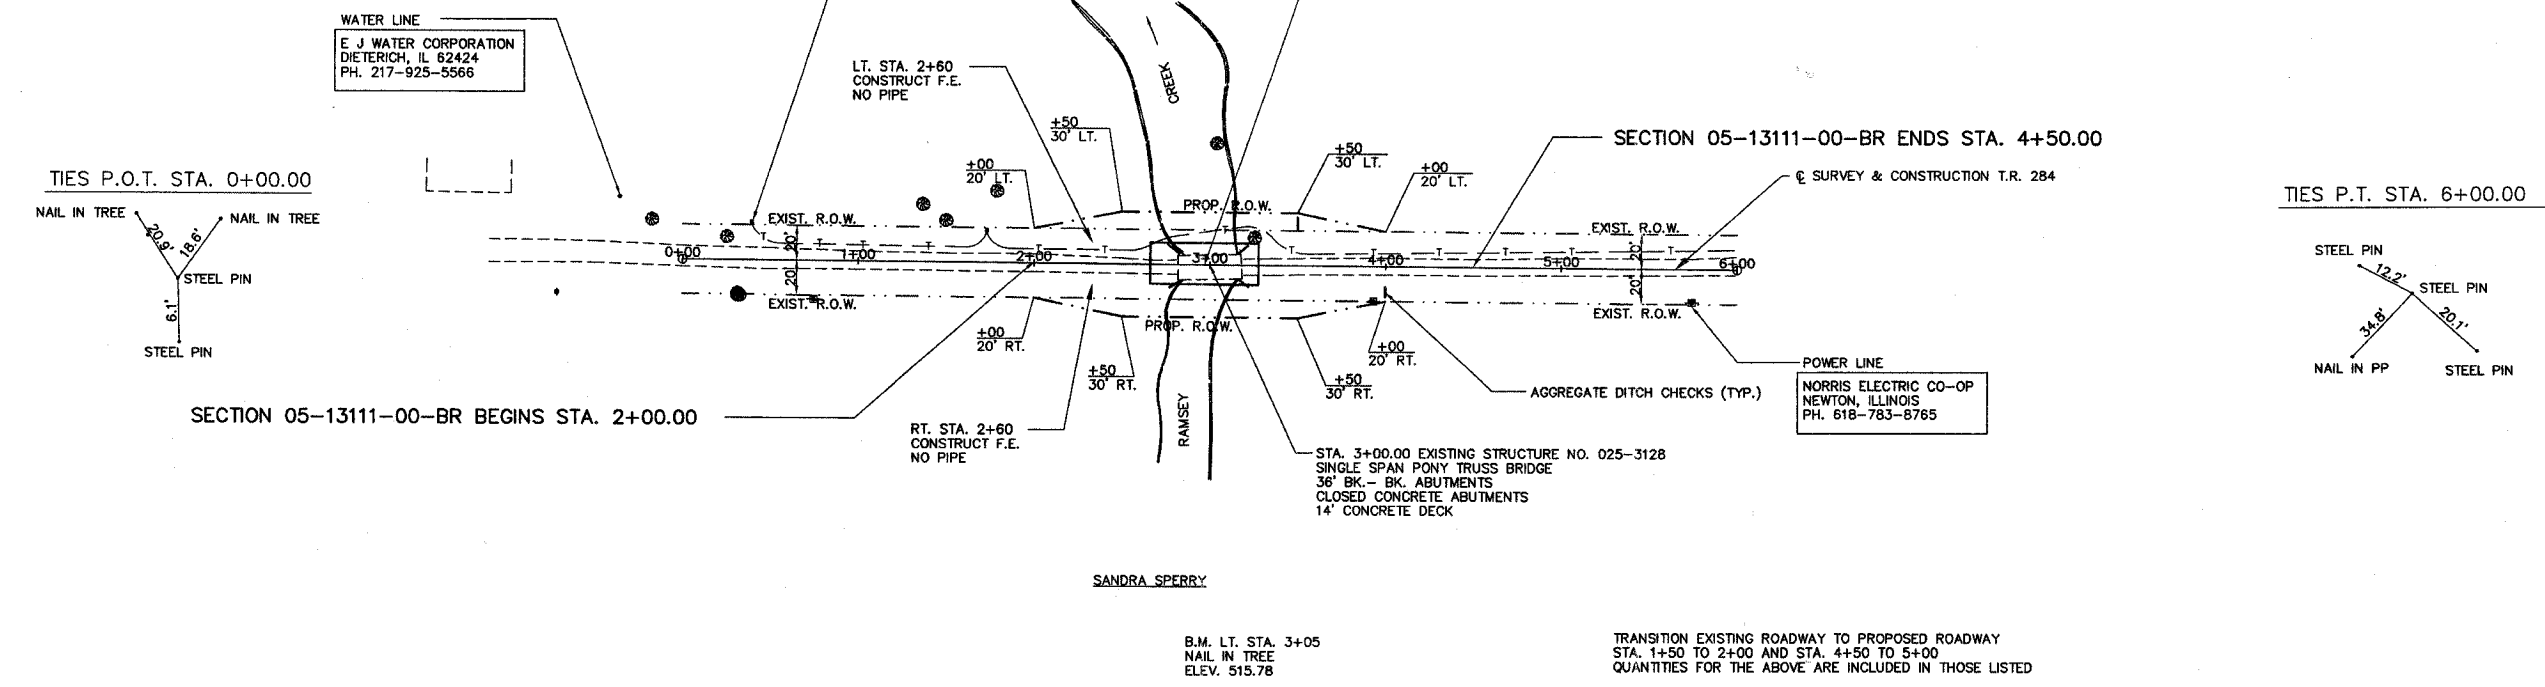 WATER LINE
E J WATER CORPORATION
DIETERICH, IL 62424
PH. 217-925-5566
LT. STA. 2+60
CONSTRUCT F.E.
NO PIPE
CREEK
+50
30' LT.
+00
20' LT.
+50
30' LT.
+00
20' LT.
SECTION 05-13111-00-BR ENDS STA. 4+50.00
℄ SURVEY & CONSTRUCTION T.R. 284
TIES P.O.T. STA. 0+00.00
NAIL IN TREE
NAIL IN TREE
20.9'
18.6'
STEEL PIN
6.1'
STEEL PIN
TIES P.T. STA. 6+00.00
STEEL PIN
12.2'
STEEL PIN
34.8'
20.1'
NAIL IN PP
STEEL PIN
EXIST. R.O.W.
PROP. R.O.W.
EXIST. R.O.W.
T T T T T T T T T T T T T
20'
20'
0+00
1+00
2+00
3+00
4+00
5+00
6+00
20'
20'
EXIST. R.O.W.
PROP. R.O.W.
EXIST. R.O.W.
+00
20' RT.
+50
30' RT.
+00
20' RT.
+50
30' RT.
POWER LINE
NORRIS ELECTRIC CO-OP
NEWTON, ILLINOIS
PH. 618-783-8765
AGGREGATE DITCH CHECKS (TYP.)
SECTION 05-13111-00-BR BEGINS STA. 2+00.00
RT. STA. 2+60
CONSTRUCT F.E.
NO PIPE
RAMSEY
STA. 3+00.00 EXISTING STRUCTURE NO. 025-3128
SINGLE SPAN PONY TRUSS BRIDGE
36' BK.- BK. ABUTMENTS
CLOSED CONCRETE ABUTMENTS
14' CONCRETE DECK
SANDRA SPERRY
B.M. LT. STA. 3+05
NAIL IN TREE
ELEV. 515.78
TRANSITION EXISTING ROADWAY TO PROPOSED ROADWAY
STA. 1+50 TO 2+00 AND STA. 4+50 TO 5+00
QUANTITIES FOR THE ABOVE ARE INCLUDED IN THOSE LISTED